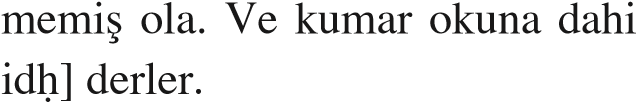 memiş ola. Ve kumar okuna dahi
idḥ] derler.